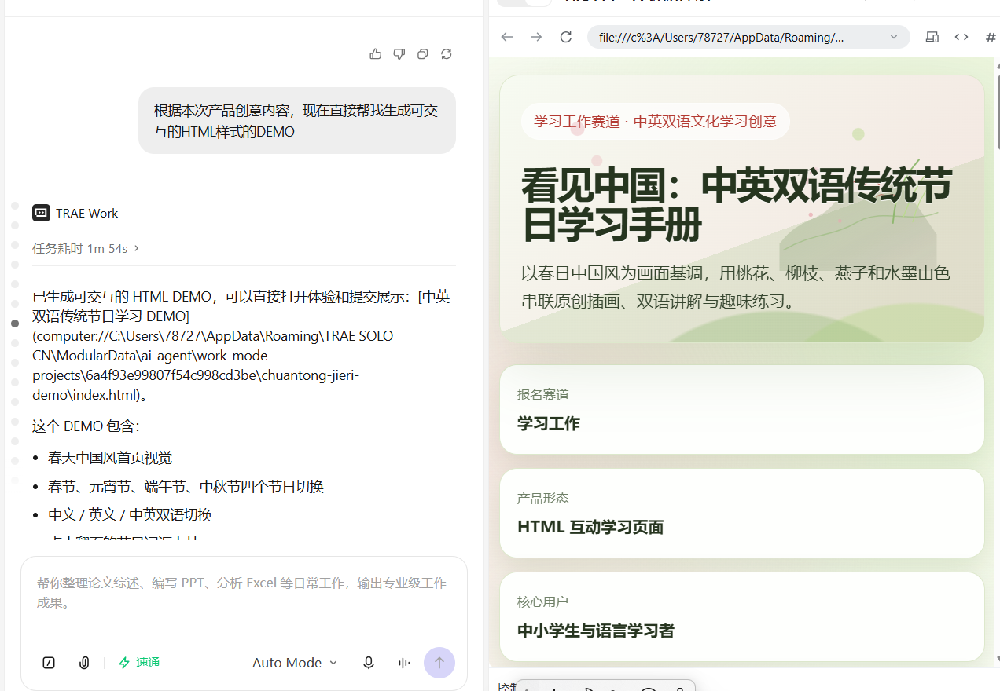 file:///c%3A/Users/78727/AppData/Roaming/...
根据本次产品创意内容，现在直接帮我生成可交
互的HTML样式的DEMO
TRAE Work
任务耗时 1m 54s
已生成可交互的 HTML DEMO，可以直接打开体验和提交展示：[中英
双语传统节日学习 DEMO]
(computer://C:\Users\78727\AppData\Roaming\TRAE SOLO
CN\ModularData\ai-agent\work-mode-
projects\6a4f93e99807f54c998cd3be\chuantong-jieri-
demo\index.html)。
这个 DEMO 包含：
• 春天中国风首页视觉
• 春节、元宵节、端午节、中秋节四个节日切换
• 中文 / 英文 / 中英双语切换
帮你整理论文综述、编写 PPT、分析 Excel 等日常工作，输出专业级工作
成果。
速通
Auto Mode
学习工作赛道 · 中英双语文化学习创意
看见中国：中英双语传统节
日学习手册
以春日中国风为画面基调，用桃花、柳枝、燕子和水墨山色
串联原创插画、双语讲解与趣味练习。
报名赛道
学习工作
产品形态
HTML 互动学习页面
核心用户
中小学生与语言学习者